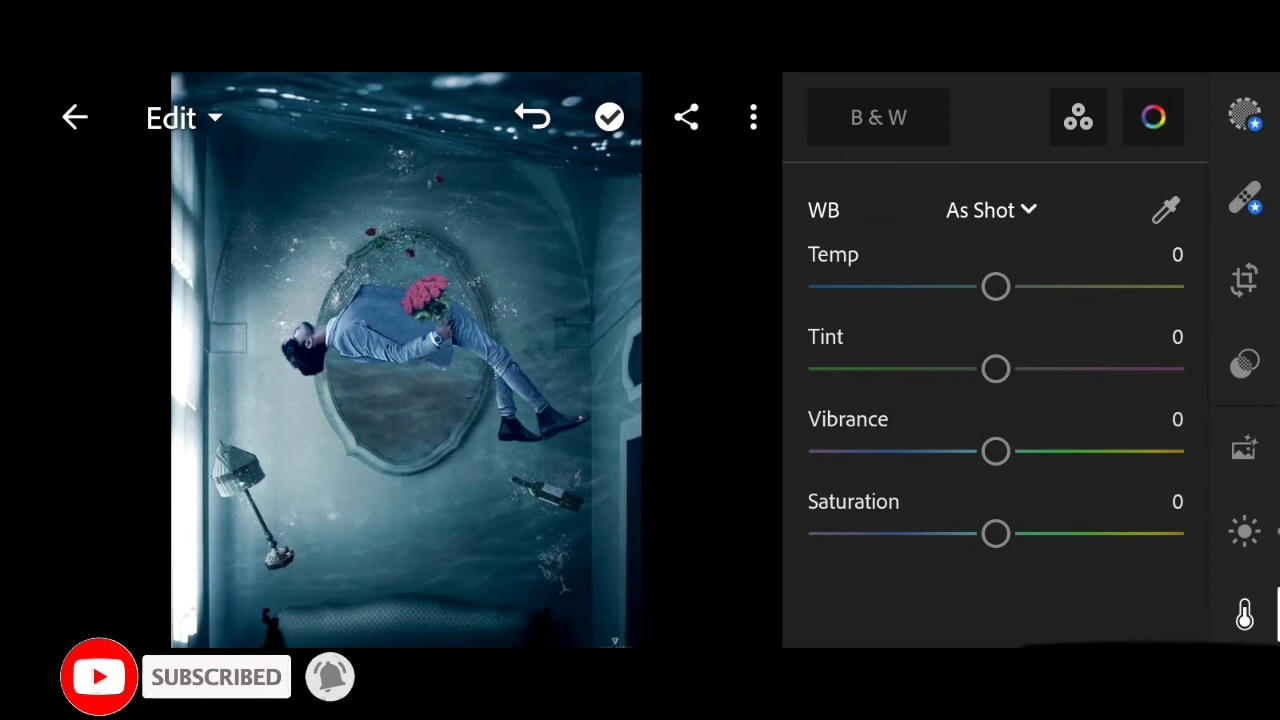 Edit
B & W
WB As Shot
Temp 0
Tint 0
Vibrance 0
Saturation 0
SUBSCRIBED